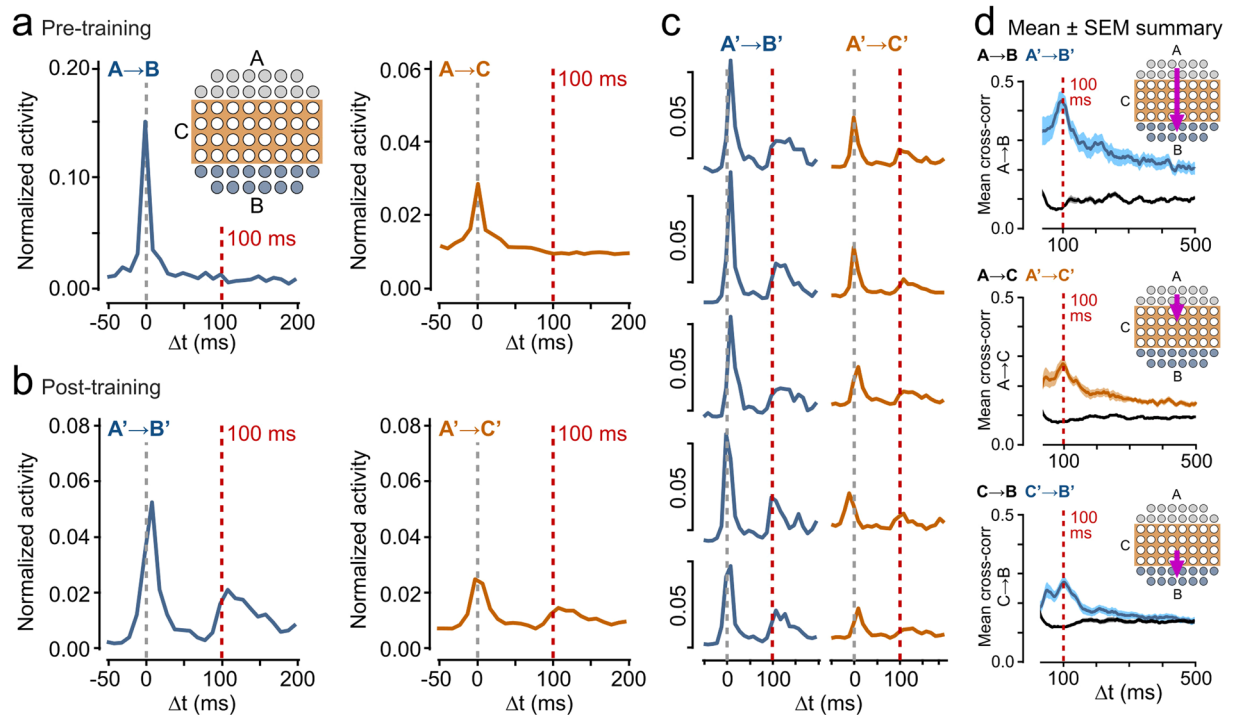 a Pre-training
A→B
A
C
B
0.20
0.10
0.00
Normalized activity
100 ms
-50 0 100 200
Δt (ms)
A→C
100 ms
0.06
0.04
0.02
0.00
Normalized activity
-50 0 100 200
Δt (ms)
b Post-training
A’→B’
100 ms
0.08
0.06
0.04
0.02
0.00
Normalized activity
-50 0 100 200
Δt (ms)
A’→C’
100 ms
0.08
0.06
0.04
0.02
0.00
Normalized activity
-50 0 100 200
Δt (ms)
c
A’→B’ A’→C’
0.05
0.05
0.05
0.05
0.05
0 100 0 100
Δt (ms)
d Mean ± SEM summary
A→B A’→B’
100
ms
A
C
B
0.5
0.0
Mean cross-corr
A→B
100 500
A→C A’→C’
100
ms
A
C
B
0.5
0.0
Mean cross-corr
A→C
100 500
C→B C’→B’
100
ms
A
C
B
0.5
0.0
Mean cross-corr
C→B
100 500
Δt (ms)